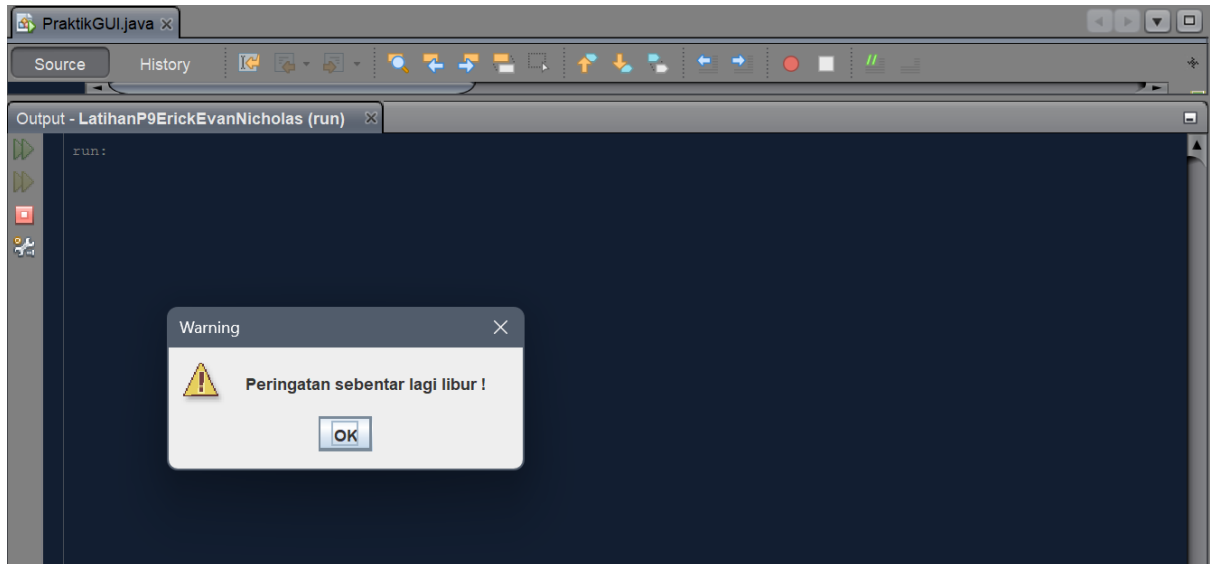 PraktikGUI.java
Source History
Output - LatihanP9ErickEvanNicholas (run)
run:
Warning
Peringatan sebentar lagi libur !
OK